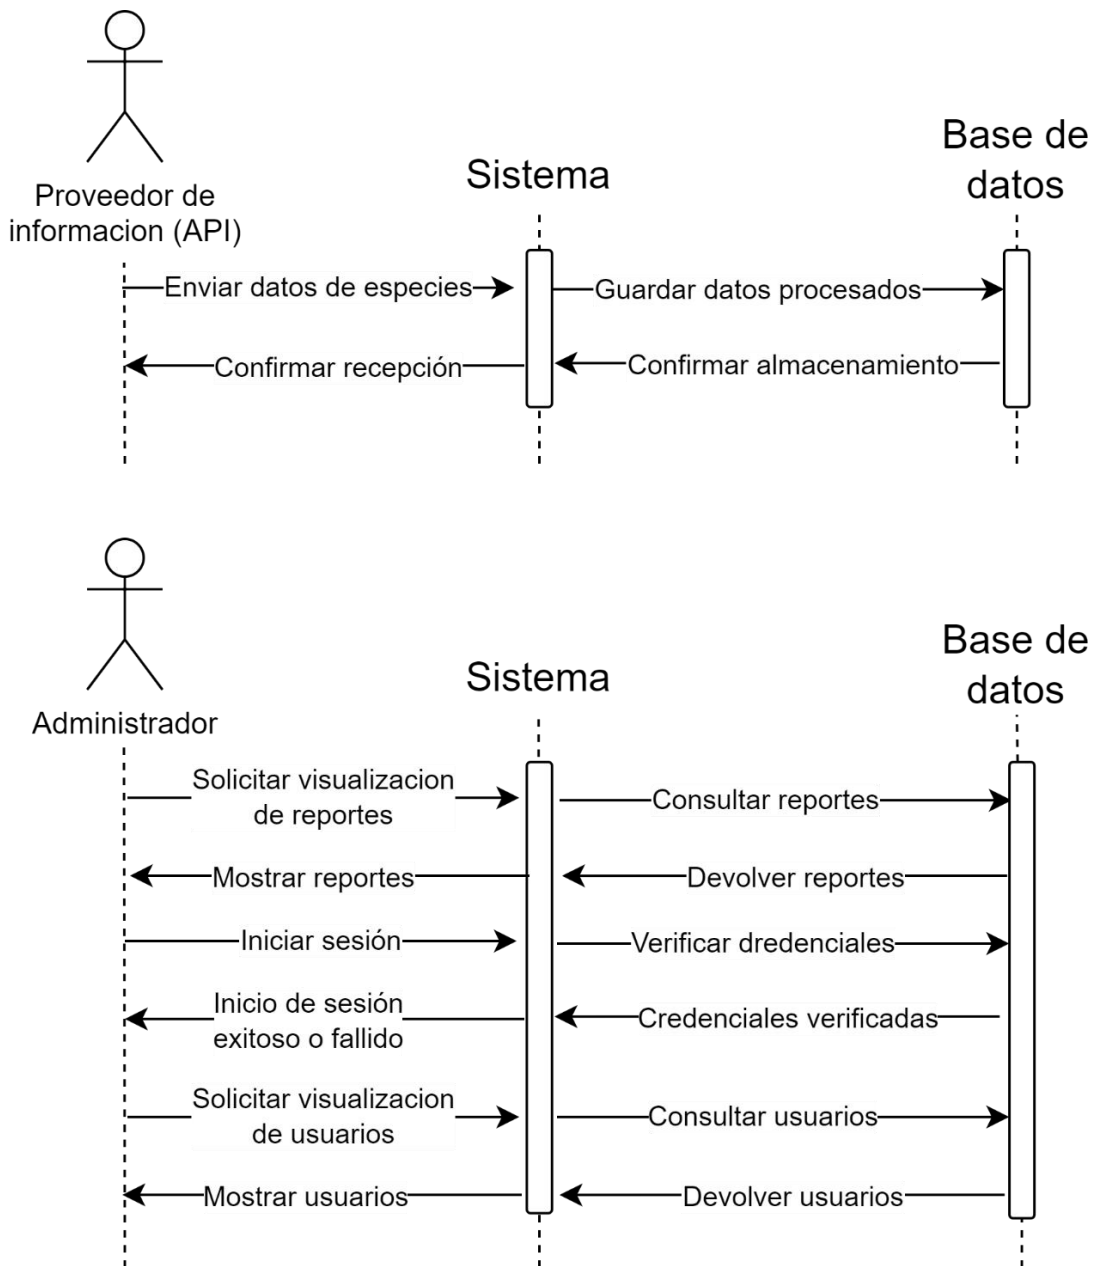 Proveedor de
informacion (API)
Sistema
Base de
datos
Enviar datos de especies
Guardar datos procesados
Confirmar recepción
Confirmar almacenamiento
Administrador
Sistema
Base de
datos
Solicitar visualizacion
de reportes
Consultar reportes
Mostrar reportes
Devolver reportes
Iniciar sesión
Verificar dredenciales
Inicio de sesión
exitoso o fallido
Credenciales verificadas
Solicitar visualizacion
de usuarios
Consultar usuarios
Mostrar usuarios
Devolver usuarios